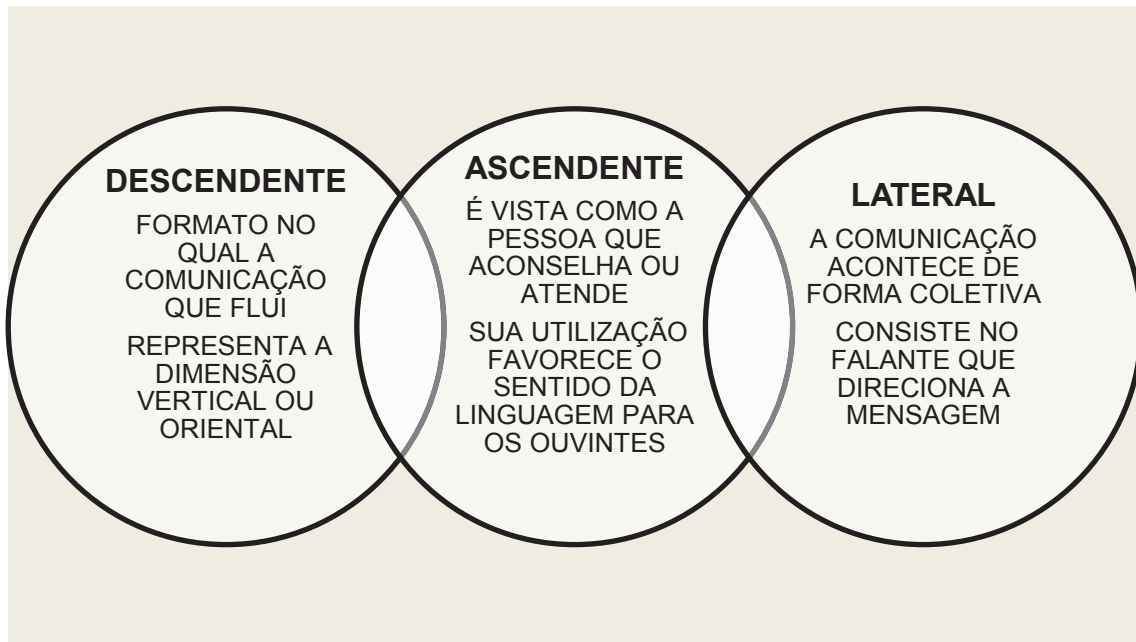 DESCENDENTE
FORMATO NO
QUAL A
COMUNICAÇÃO
QUE FLUI
REPRESENTA A
DIMENSÃO
VERTICAL OU
ORIENTAL
ASCENDENTE
É VISTA COMO A
PESSOA QUE
ACONSELHA OU
ATENDE
SUA UTILIZAÇÃO
FAVORECE O
SENTIDO DA
LINGUAGEM PARA
OS OUVINTES
LATERAL
A COMUNICAÇÃO
ACONTECE DE
FORMA COLETIVA
CONSISTE NO
FALANTE QUE
DIRECIONA A
MENSAGEM